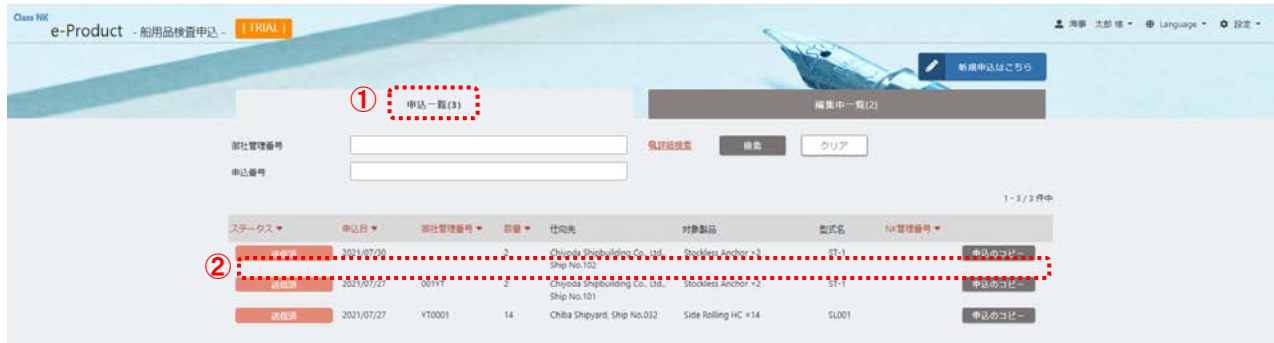 Class NK
e-Product - 船用品検査申込 - [TRIAL]
海事 太郎 様 Language 設定
新規申込はこちら
① 申込一覧(3) 編集中一覧(2)
御社管理番号 詳細検索 検索 クリア
申込番号
1 - 3 / 3 件中
ステータス 申込日 御社管理番号 数量 仕向先 対象製品 型式名 NK管理番号
送信済 2021/07/30 2 Chiyoda Shipbuilding Co., Ltd., Stockless Anchor ×2 ST-1 申込のコピー
Ship No.102
②
送信済 2021/07/27 001YT 2 Chiyoda Shipbuilding Co., Ltd., Stockless Anchor ×2 ST-1 申込のコピー
Ship No.101
送信済 2021/07/27 YT0001 14 Chiba Shipyard, Ship No.032 Side Rolling HC ×14 SL001 申込のコピー